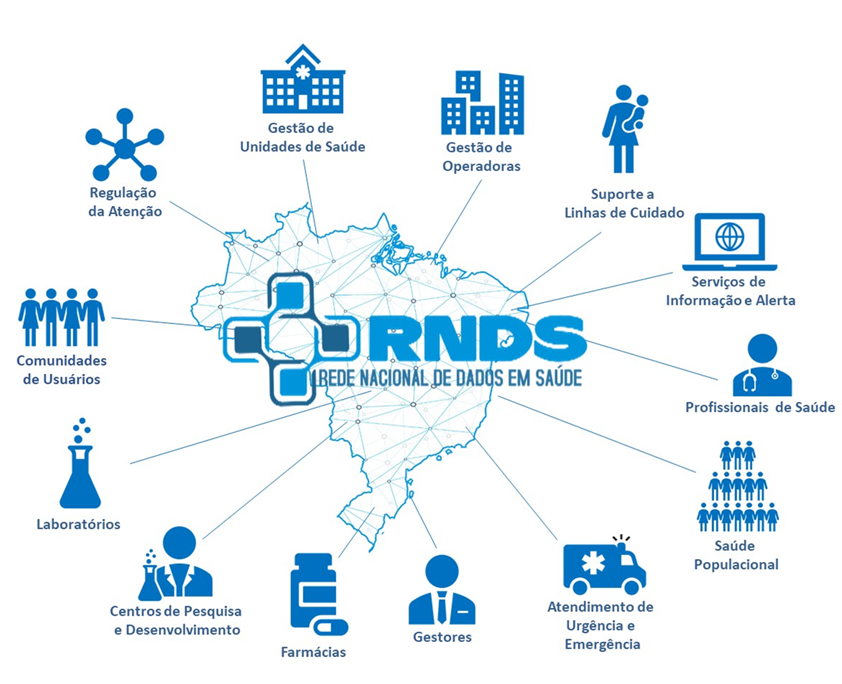 Gestão de
Unidades de Saúde
Gestão de
Operadoras
Regulação
da Atenção
Suporte a
Linhas de Cuidado
Serviços de
Informação e Alerta
RNDS
REDE NACIONAL DE DADOS EM SAÚDE
Comunidades
de Usuários
Profissionais de Saúde
Laboratórios
Saúde
Populacional
Centros de Pesquisa
e Desenvolvimento
Farmácias
Gestores
Atendimento de
Urgência e
Emergência